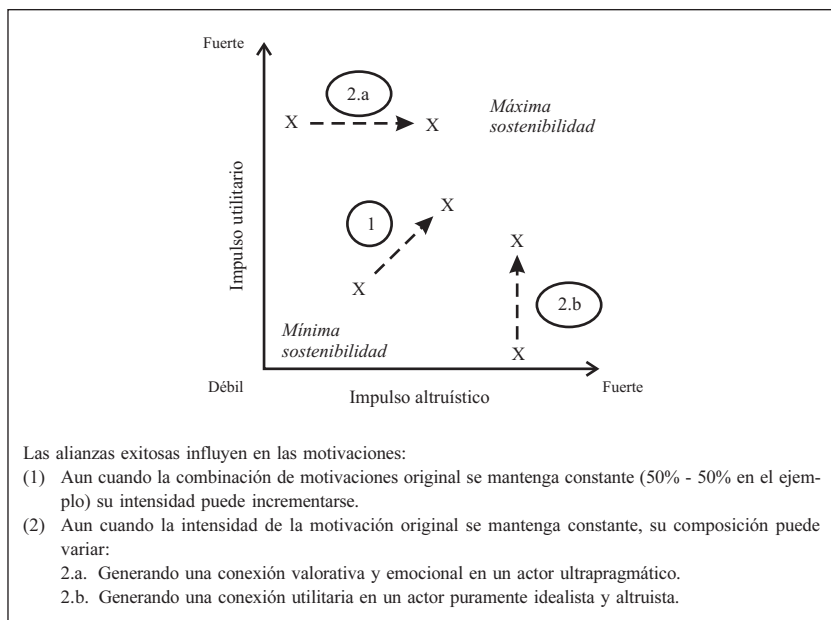 Fuerte
2.a
Máxima
sostenibilidad
X
X
Impulso utilitario
1
X
X
X
2.b
Mínima
sostenibilidad
X
Débil
Impulso altruístico
Fuerte
Las alianzas exitosas influyen en las motivaciones:
(1) Aun cuando la combinación de motivaciones original se mantenga constante (50% - 50% en el ejem-
plo) su intensidad puede incrementarse.
(2) Aun cuando la intensidad de la motivación original se mantenga constante, su composición puede
variar:
2.a. Generando una conexión valorativa y emocional en un actor ultrapragmático.
2.b. Generando una conexión utilitaria en un actor puramente idealista y altruista.